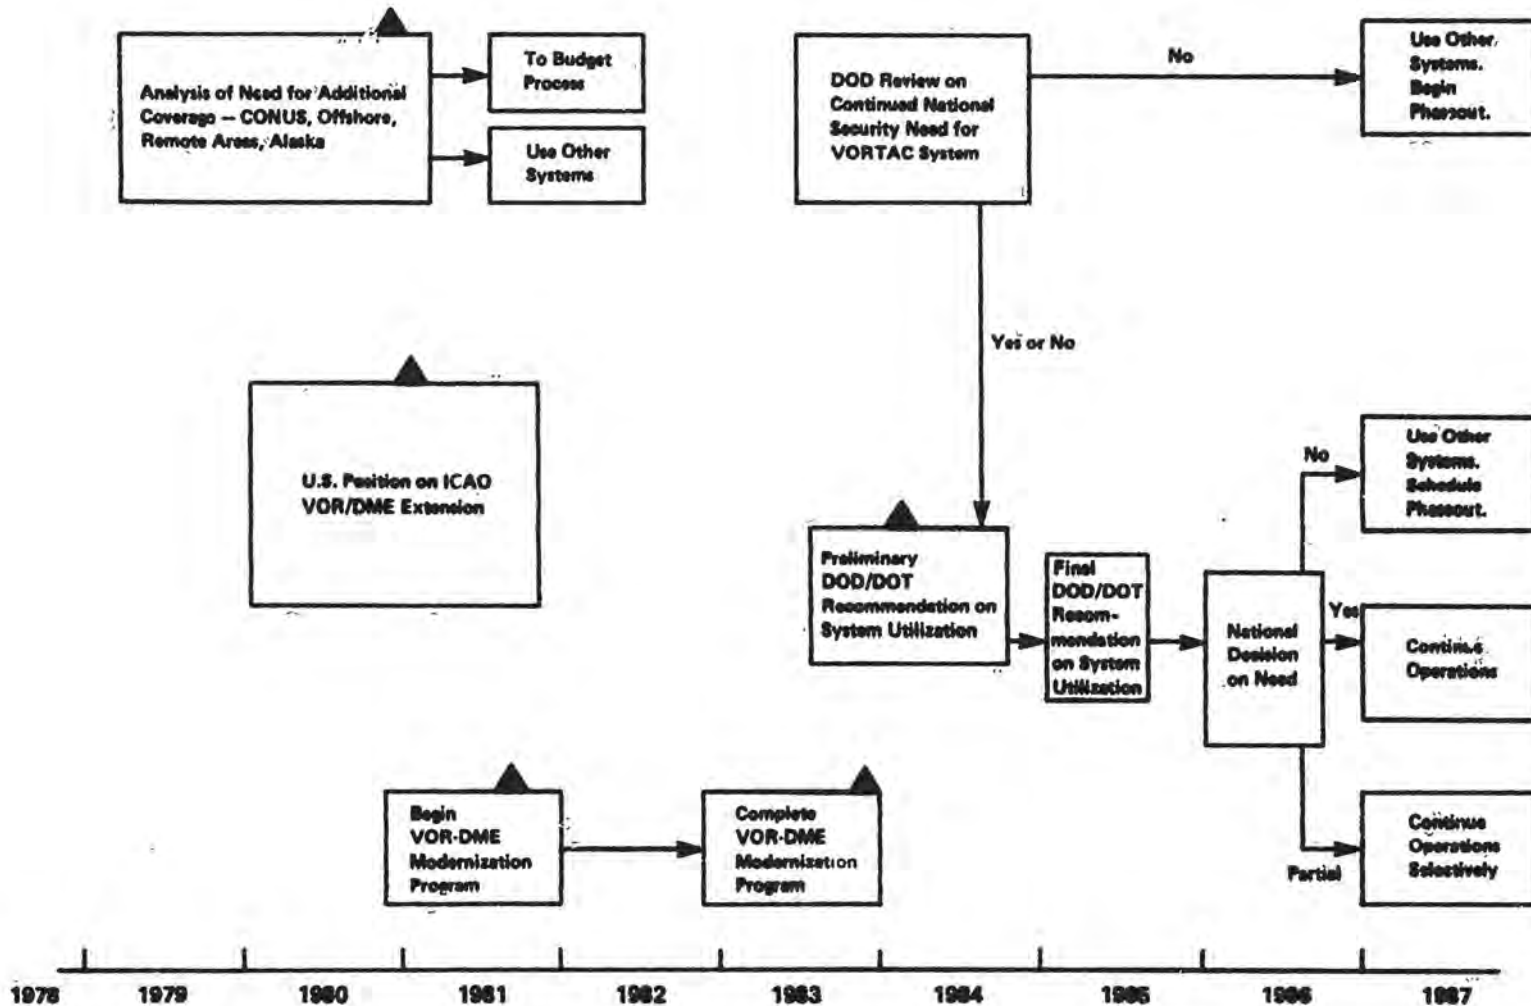 Analysis of Need for Additional
Coverage — CONUS, Offshore,
Remote Areas, Alaska
To Budget
Process
Use Other
Systems
DOD Review on
Continued National
Security Need for
VORTAC System
No
Use Other
Systems.
Begin
Phaseout.
Yes or No
U.S. Position on ICAO
VOR/DME Extension
Preliminary
DOD/DOT
Recommendation on
System Utilization
Final
DOD/DOT
Recom-
mendation
on System
Utilization
National
Decision
on Need
No
Use Other
Systems.
Schedule
Phaseout.
Yes
Continue
Operations
Partial
Continue
Operations
Selectively
Begin
VOR-DME
Modernization
Program
Complete
VOR-DME
Modernization
Program
1978 1979 1980 1981 1982 1983 1984 1985 1986 1987